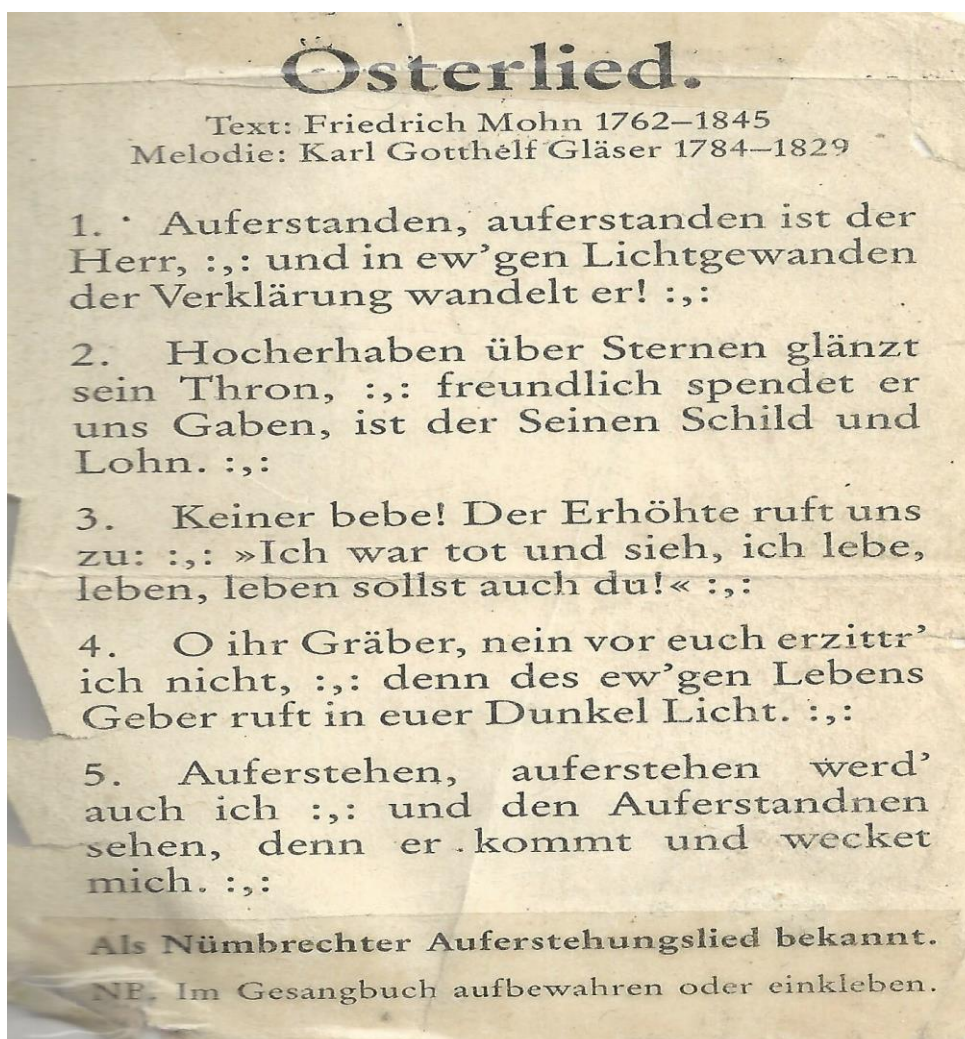 Osterlied.
Text: Friedrich Mohn 1762–1845
Melodie: Karl Gotthelf Gläser 1784–1829
1. Auferstanden, auferstanden ist der
Herr, :,: und in ew’gen Lichtgewanden
der Verklärung wandelt er! :,:
2. Hocherhaben über Sternen glänzt
sein Thron, :,: freundlich spendet er
uns Gaben, ist der Seinen Schild und
Lohn. :,:
3. Keiner bebe! Der Erhöhte ruft uns
zu: :,: »Ich war tot und sieh, ich lebe,
leben, leben sollst auch du!« :,:
4. O ihr Gräber, nein vor euch erzittr’
ich nicht, :,: denn des ew’gen Lebens
Geber ruft in euer Dunkel Licht. :,:
5. Auferstehen, auferstehen werd’
auch ich :,: und den Auferstandnen
sehen, denn er kommt und wecket
mich. :,:
Als Nümbrechter Auferstehungslied bekannt.
NB. Im Gesangbuch aufbewahren oder einkleben.